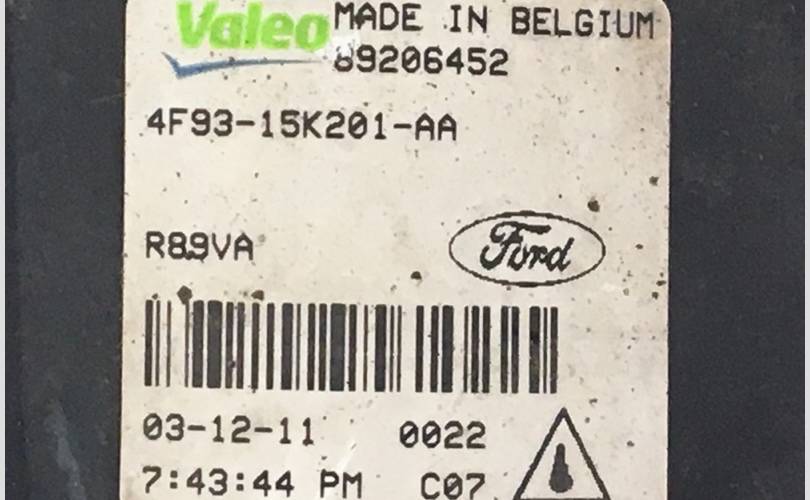 Valeo MADE IN BELGIUM
89206452
4F93-15K201-AA
R89VA
Ford
03-12-11 0022
7:43:44 PM C07